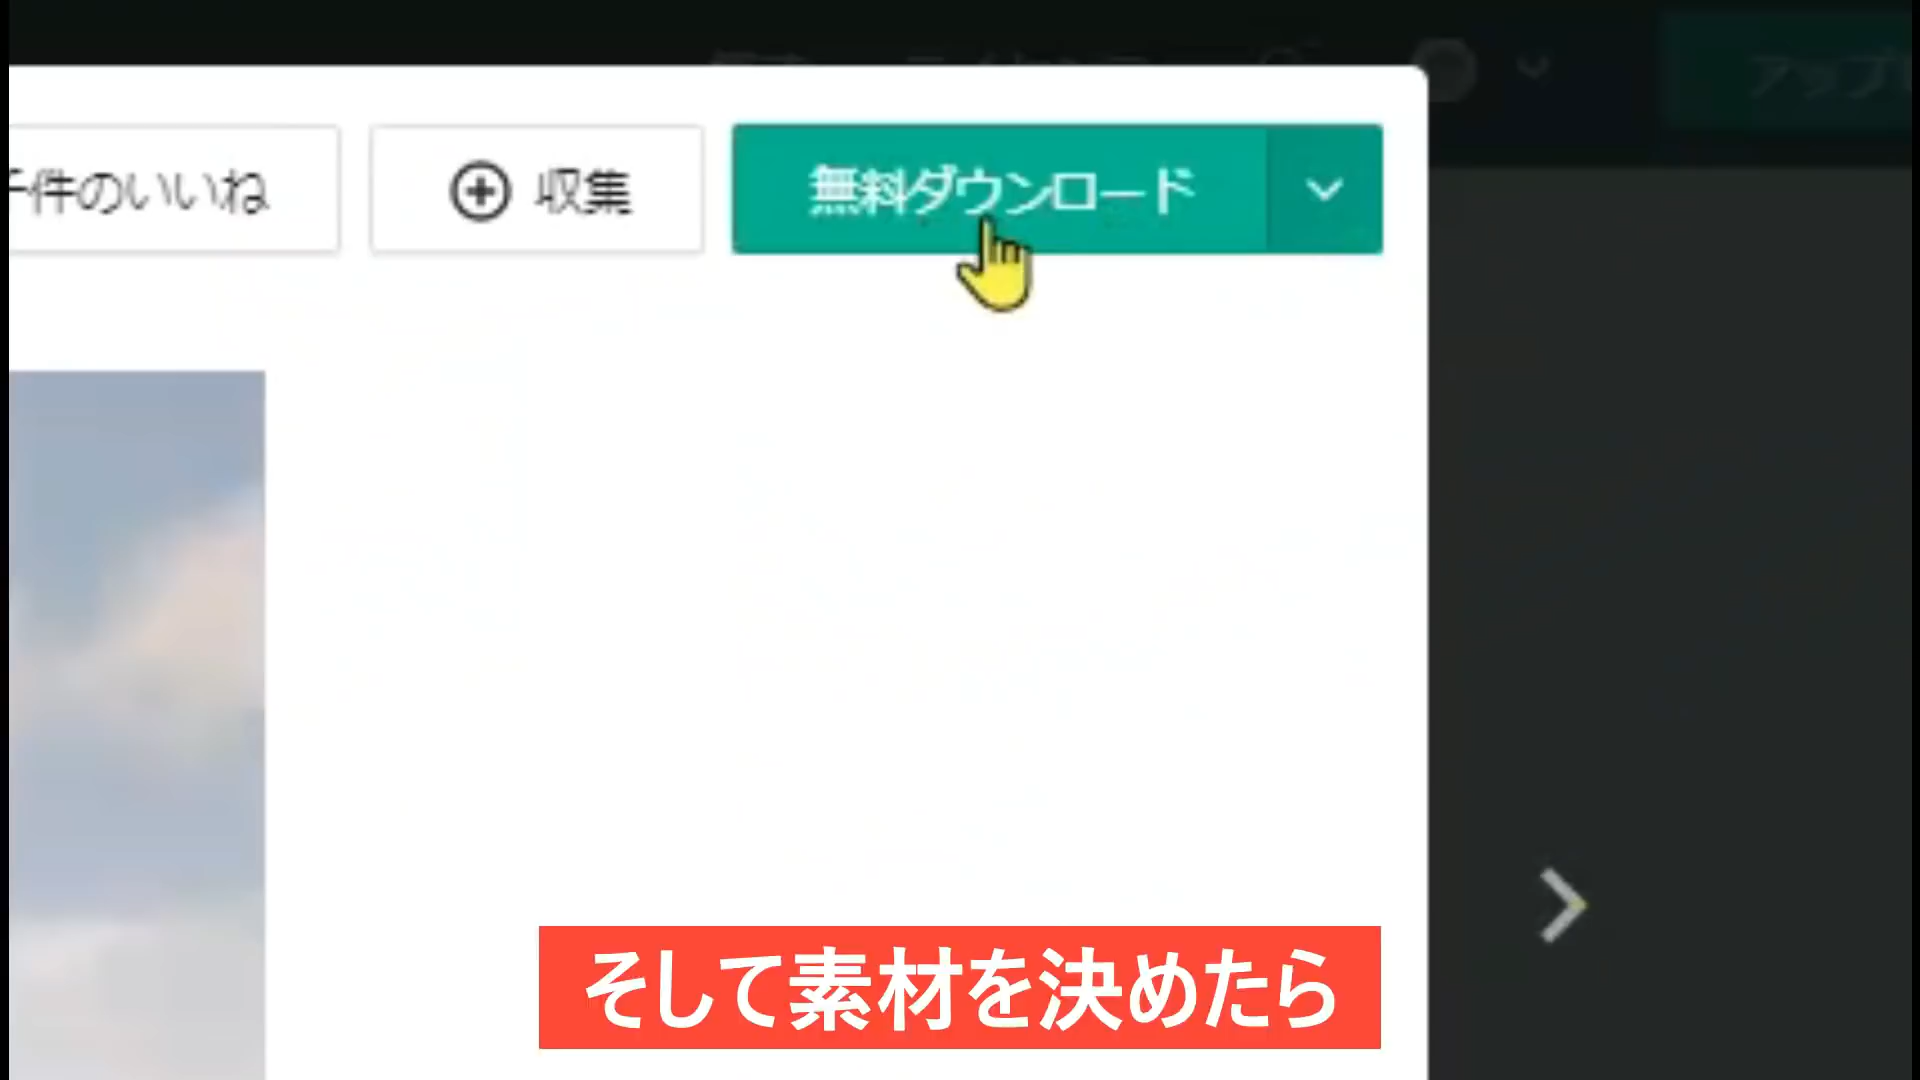 件のいいね
収集
無料ダウンロード
そして素材を決めたら